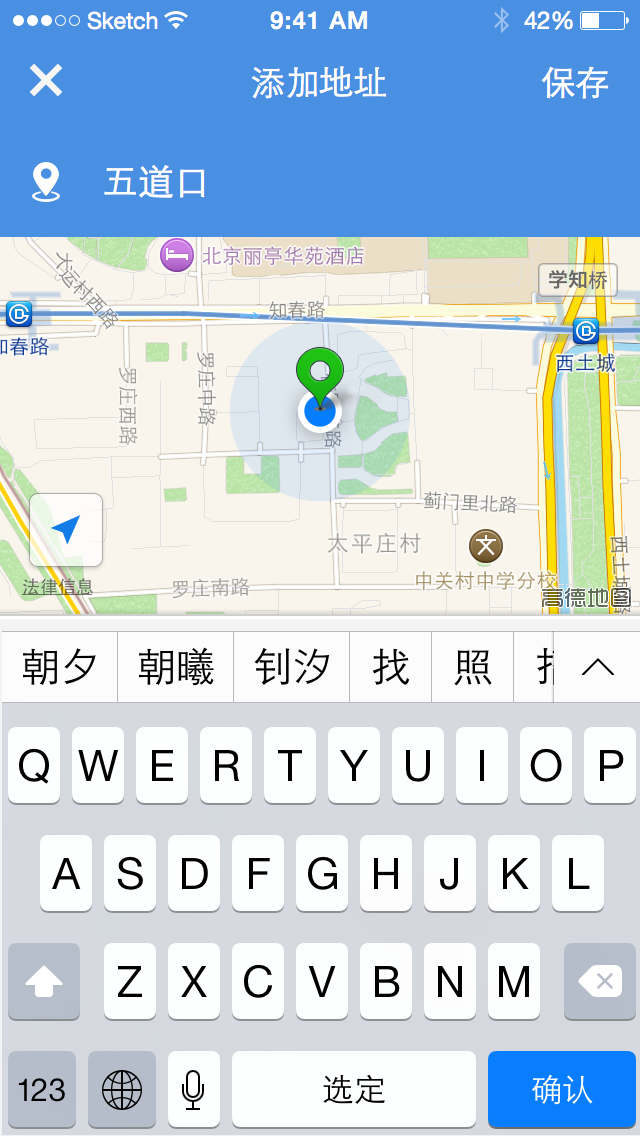 Sketch 9:41 AM 42%
添加地址 保存
五道口
北京丽亭华苑酒店
大运村西路
学知桥
知春路
知春路
西土城
罗庄西路
罗庄中路
蓟门里北路
太平庄村
中关村中学分校
西土城
法律信息
罗庄南路
高德地图
朝夕 朝曦 钊汐 找 照
Q W E R T Y U I O P
A S D F G H J K L
Z X C V B N M
123 选定 确认